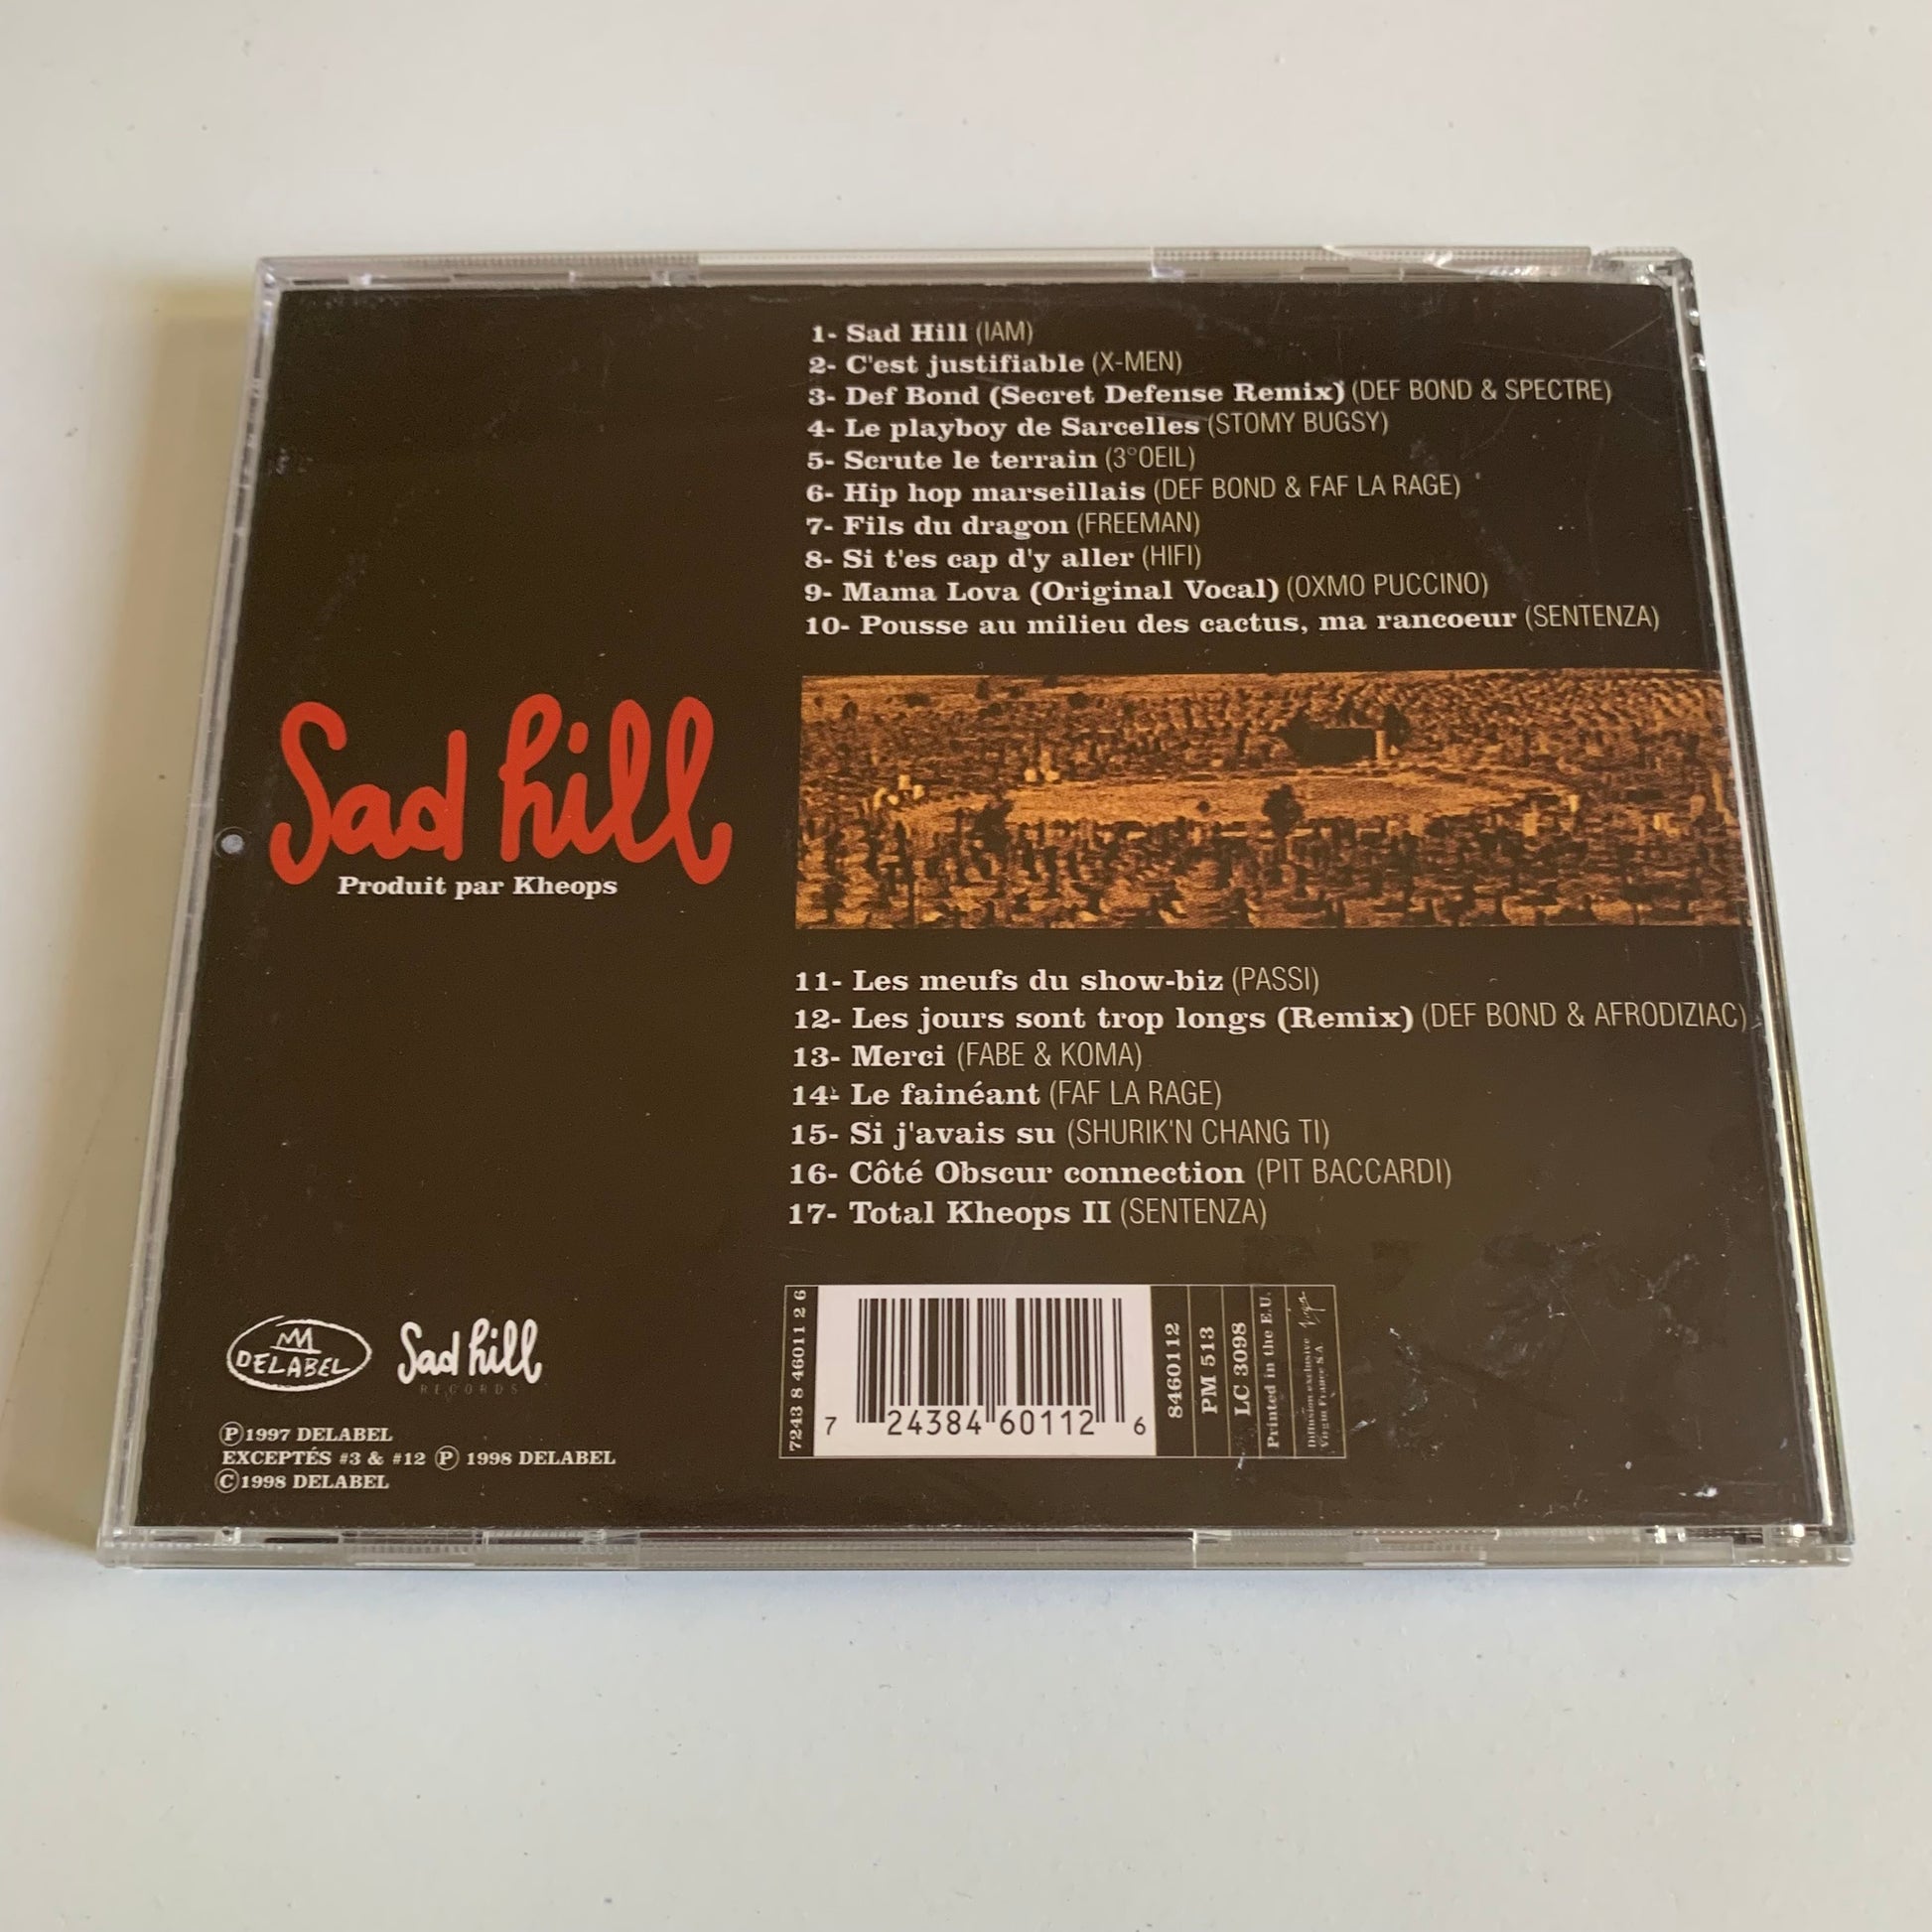 1- Sad Hill (IAM)
2- C'est justifiable (X-MEN)
3- Def Bond (Secret Defense Remix) (DEF BOND & SPECTRE)
4- Le playboy de Sarcelles (STOMY BUGSY)
5- Scrute le terrain (3°OEIL)
6- Hip hop marseillais (DEF BOND & FAF LA RAGE)
7- Fils du dragon (FREEMAN)
8- Si t'es cap d'y aller (HIFI)
9- Mama Lova (Original Vocal) (OXMO PUCCINO)
10- Pousse au milieu des cactus, ma rancoeur (SENTENZA)
Sad hill
Produit par Kheops
11- Les meufs du show-biz (PASSI)
12- Les jours sont trop longs (Remix) (DEF BOND & AFRODIZIAC)
13- Merci (FABE & KOMA)
14- Le fainéant (FAF LA RAGE)
15- Si j'avais su (SHURIK'N CHANG TI)
16- Côté Obscur connection (PIT BACCARDI)
17- Total Kheops II (SENTENZA)
DELABEL
Sad hill
RECORDS
Ⓟ1997 DELABEL
EXCEPTÉS #3 & #12 Ⓟ 1998 DELABEL
©1998 DELABEL
7243 8 46011 2 6
7 24384 60112 6
8460112
PM 513
LC 3098
Printed in the E.U.
Diffusion exclusive
Virgin France S.A.